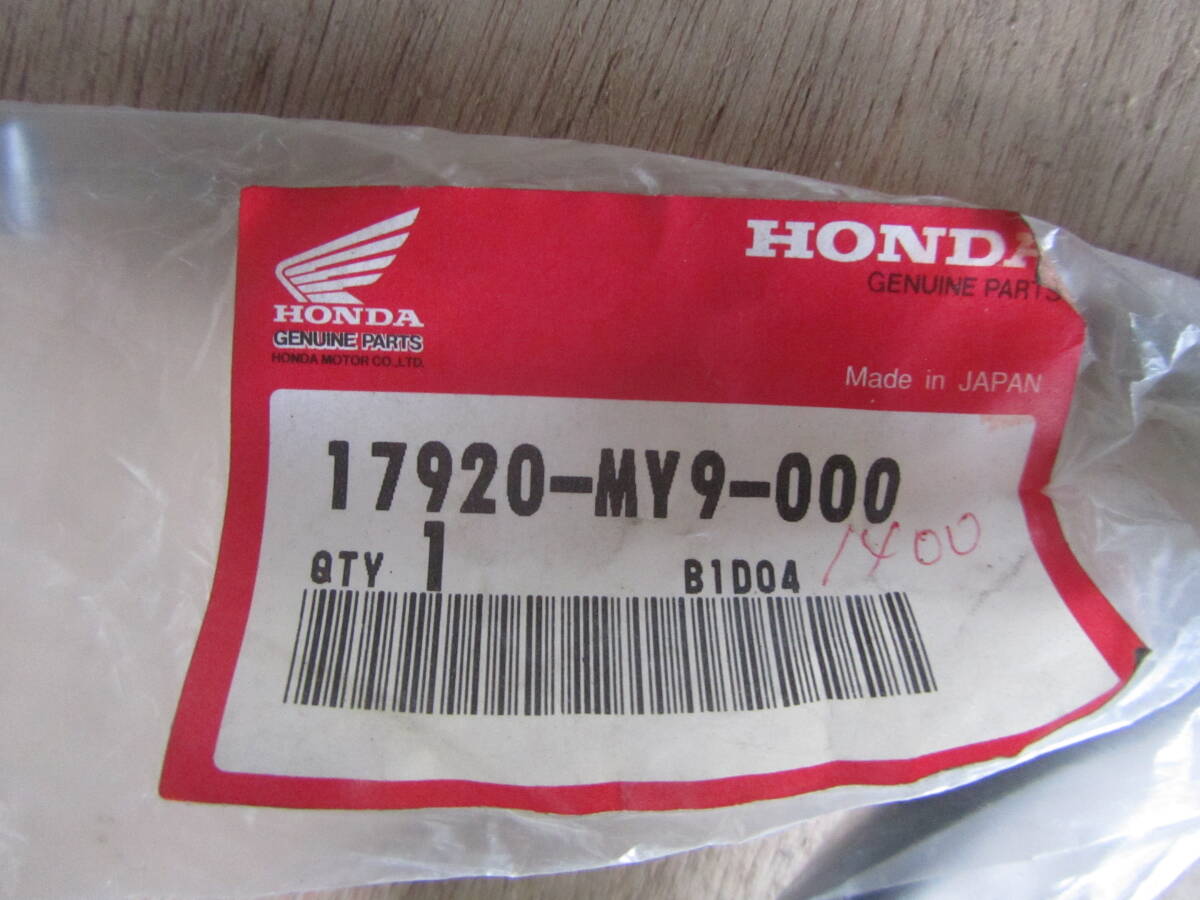 HONDA
GENUINE PARTS
HONDA MOTOR CO.,LTD.
HONDA
GENUINE PARTS
Made in JAPAN
17920-MY9-000
1400
QTY 1 B1D04